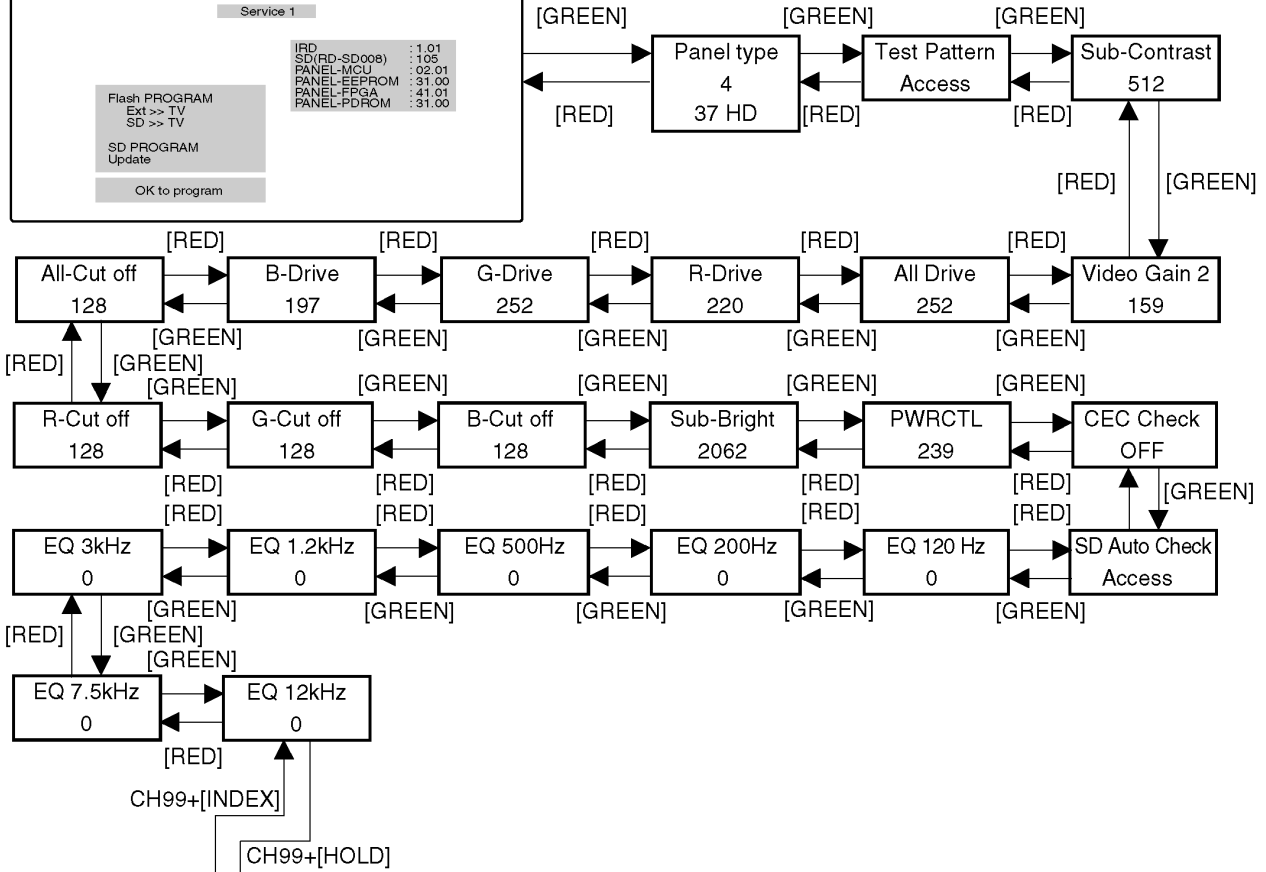 Service 1
IRD : 1.01
SD(RD-SD008) : 105
PANEL-MCU : 02.01
PANEL-EEPROM : 31.00
PANEL-FPGA : 41.01
PANEL-PDROM : 31.00
Flash PROGRAM
Ext >> TV
SD >> TV
SD PROGRAM
Update
OK to program
[GREEN] [GREEN] [GREEN]
Panel type
4
37 HD
Test Pattern
Access
Sub-Contrast
512
[RED] [RED] [RED]
[RED] [GREEN]
[RED] [RED] [RED] [RED] [RED]
All-Cut off
128
B-Drive
197
G-Drive
252
R-Drive
220
All Drive
252
Video Gain 2
159
[GREEN] [GREEN] [GREEN] [GREEN] [GREEN]
[RED] [GREEN]
[GREEN] [GREEN] [GREEN] [GREEN] [GREEN]
R-Cut off
128
G-Cut off
128
B-Cut off
128
Sub-Bright
2062
PWRCTL
239
CEC Check
OFF
[RED] [RED] [RED] [RED] [RED]
[GREEN]
[RED] [RED] [RED] [RED] [RED]
EQ 3kHz
0
EQ 1.2kHz
0
EQ 500Hz
0
EQ 200Hz
0
EQ 120 Hz
0
SD Auto Check
Access
[GREEN] [GREEN] [GREEN] [GREEN] [GREEN]
[RED] [GREEN]
[GREEN]
EQ 7.5kHz
0
EQ 12kHz
0
[RED]
CH99+[INDEX]
CH99+[HOLD]